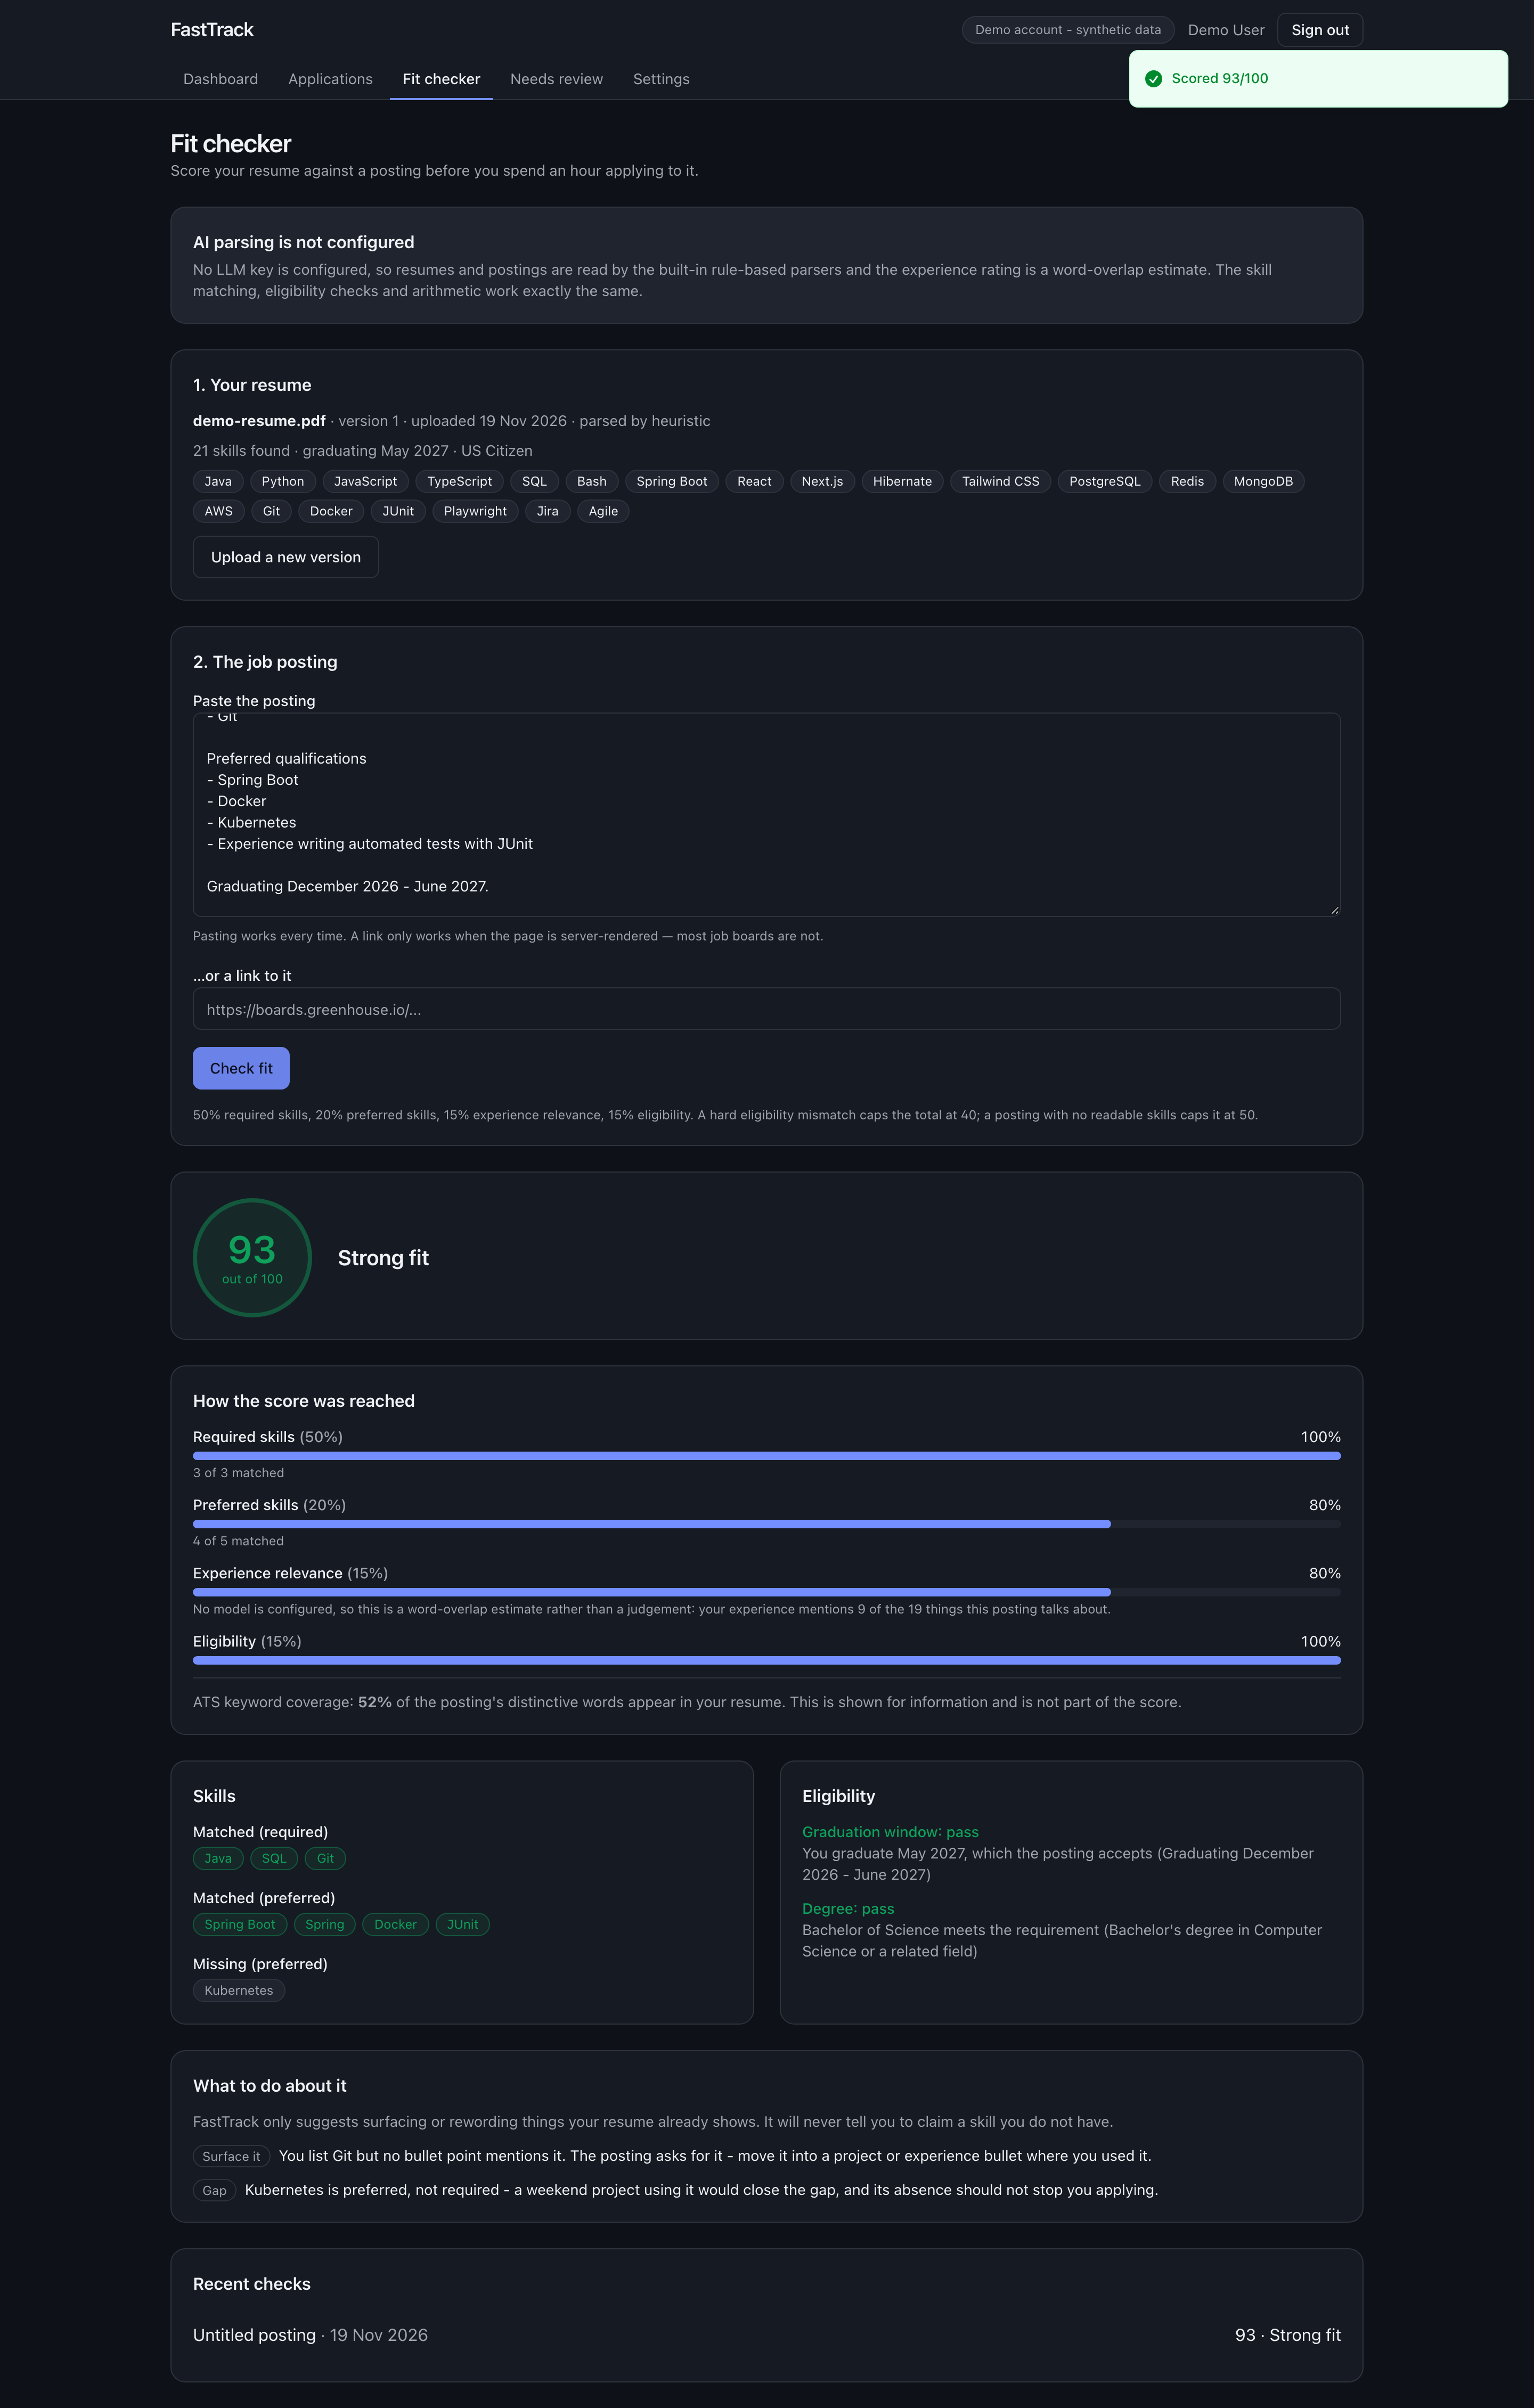 FastTrack
Demo account - synthetic data
Demo User
Sign out
Dashboard
Applications
Fit checker
Needs review
Settings
Scored 93/100
Fit checker
Score your resume against a posting before you spend an hour applying to it.
AI parsing is not configured
No LLM key is configured, so resumes and postings are read by the built-in rule-based parsers and the experience rating is a word-overlap estimate. The skill
matching, eligibility checks and arithmetic work exactly the same.
1. Your resume
demo-resume.pdf · version 1 · uploaded 19 Nov 2026 · parsed by heuristic
21 skills found · graduating May 2027 · US Citizen
Java Python JavaScript TypeScript SQL Bash Spring Boot React Next.js Hibernate Tailwind CSS PostgreSQL Redis MongoDB
AWS Git Docker JUnit Playwright Jira Agile
Upload a new version
2. The job posting
Paste the posting
- Git
Preferred qualifications
- Spring Boot
- Docker
- Kubernetes
- Experience writing automated tests with JUnit
Graduating December 2026 - June 2027.
Pasting works every time. A link only works when the page is server-rendered — most job boards are not.
...or a link to it
https://boards.greenhouse.io/...
Check fit
50% required skills, 20% preferred skills, 15% experience relevance, 15% eligibility. A hard eligibility mismatch caps the total at 40; a posting with no readable skills caps it at 50.
93
out of 100
Strong fit
How the score was reached
Required skills (50%) 100%
3 of 3 matched
Preferred skills (20%) 80%
4 of 5 matched
Experience relevance (15%) 80%
No model is configured, so this is a word-overlap estimate rather than a judgement: your experience mentions 9 of the 19 things this posting talks about.
Eligibility (15%) 100%
ATS keyword coverage: 52% of the posting's distinctive words appear in your resume. This is shown for information and is not part of the score.
Skills
Matched (required)
Java SQL Git
Matched (preferred)
Spring Boot Spring Docker JUnit
Missing (preferred)
Kubernetes
Eligibility
Graduation window: pass
You graduate May 2027, which the posting accepts (Graduating December
2026 - June 2027)
Degree: pass
Bachelor of Science meets the requirement (Bachelor's degree in Computer
Science or a related field)
What to do about it
FastTrack only suggests surfacing or rewording things your resume already shows. It will never tell you to claim a skill you do not have.
Surface it You list Git but no bullet point mentions it. The posting asks for it - move it into a project or experience bullet where you used it.
Gap Kubernetes is preferred, not required - a weekend project using it would close the gap, and its absence should not stop you applying.
Recent checks
Untitled posting · 19 Nov 2026 93 · Strong fit